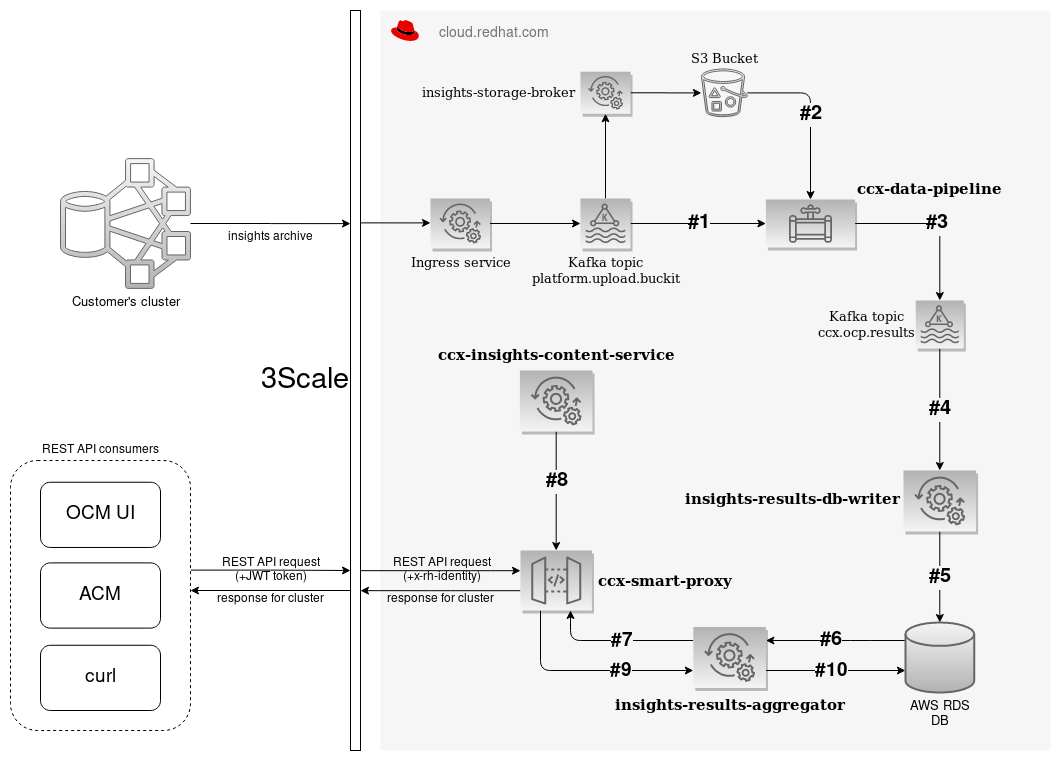 cloud.redhat.com
S3 Bucket
insights-storage-broker
#2
ccx-data-pipeline
#1
#3
insights archive
Ingress service
Kafka topic
platform.upload.buckit
Customer's cluster
Kafka topic
ccx.ocp.results
ccx-insights-content-service
3Scale
#4
REST API consumers
#8
insights-results-db-writer
OCM UI
REST API request
(+JWT token)
response for cluster
REST API request
(+x-rh-identity)
response for cluster
ccx-smart-proxy
#5
ACM
#7
#6
#9
#10
curl
insights-results-aggregator
AWS RDS
DB
K
K
</>